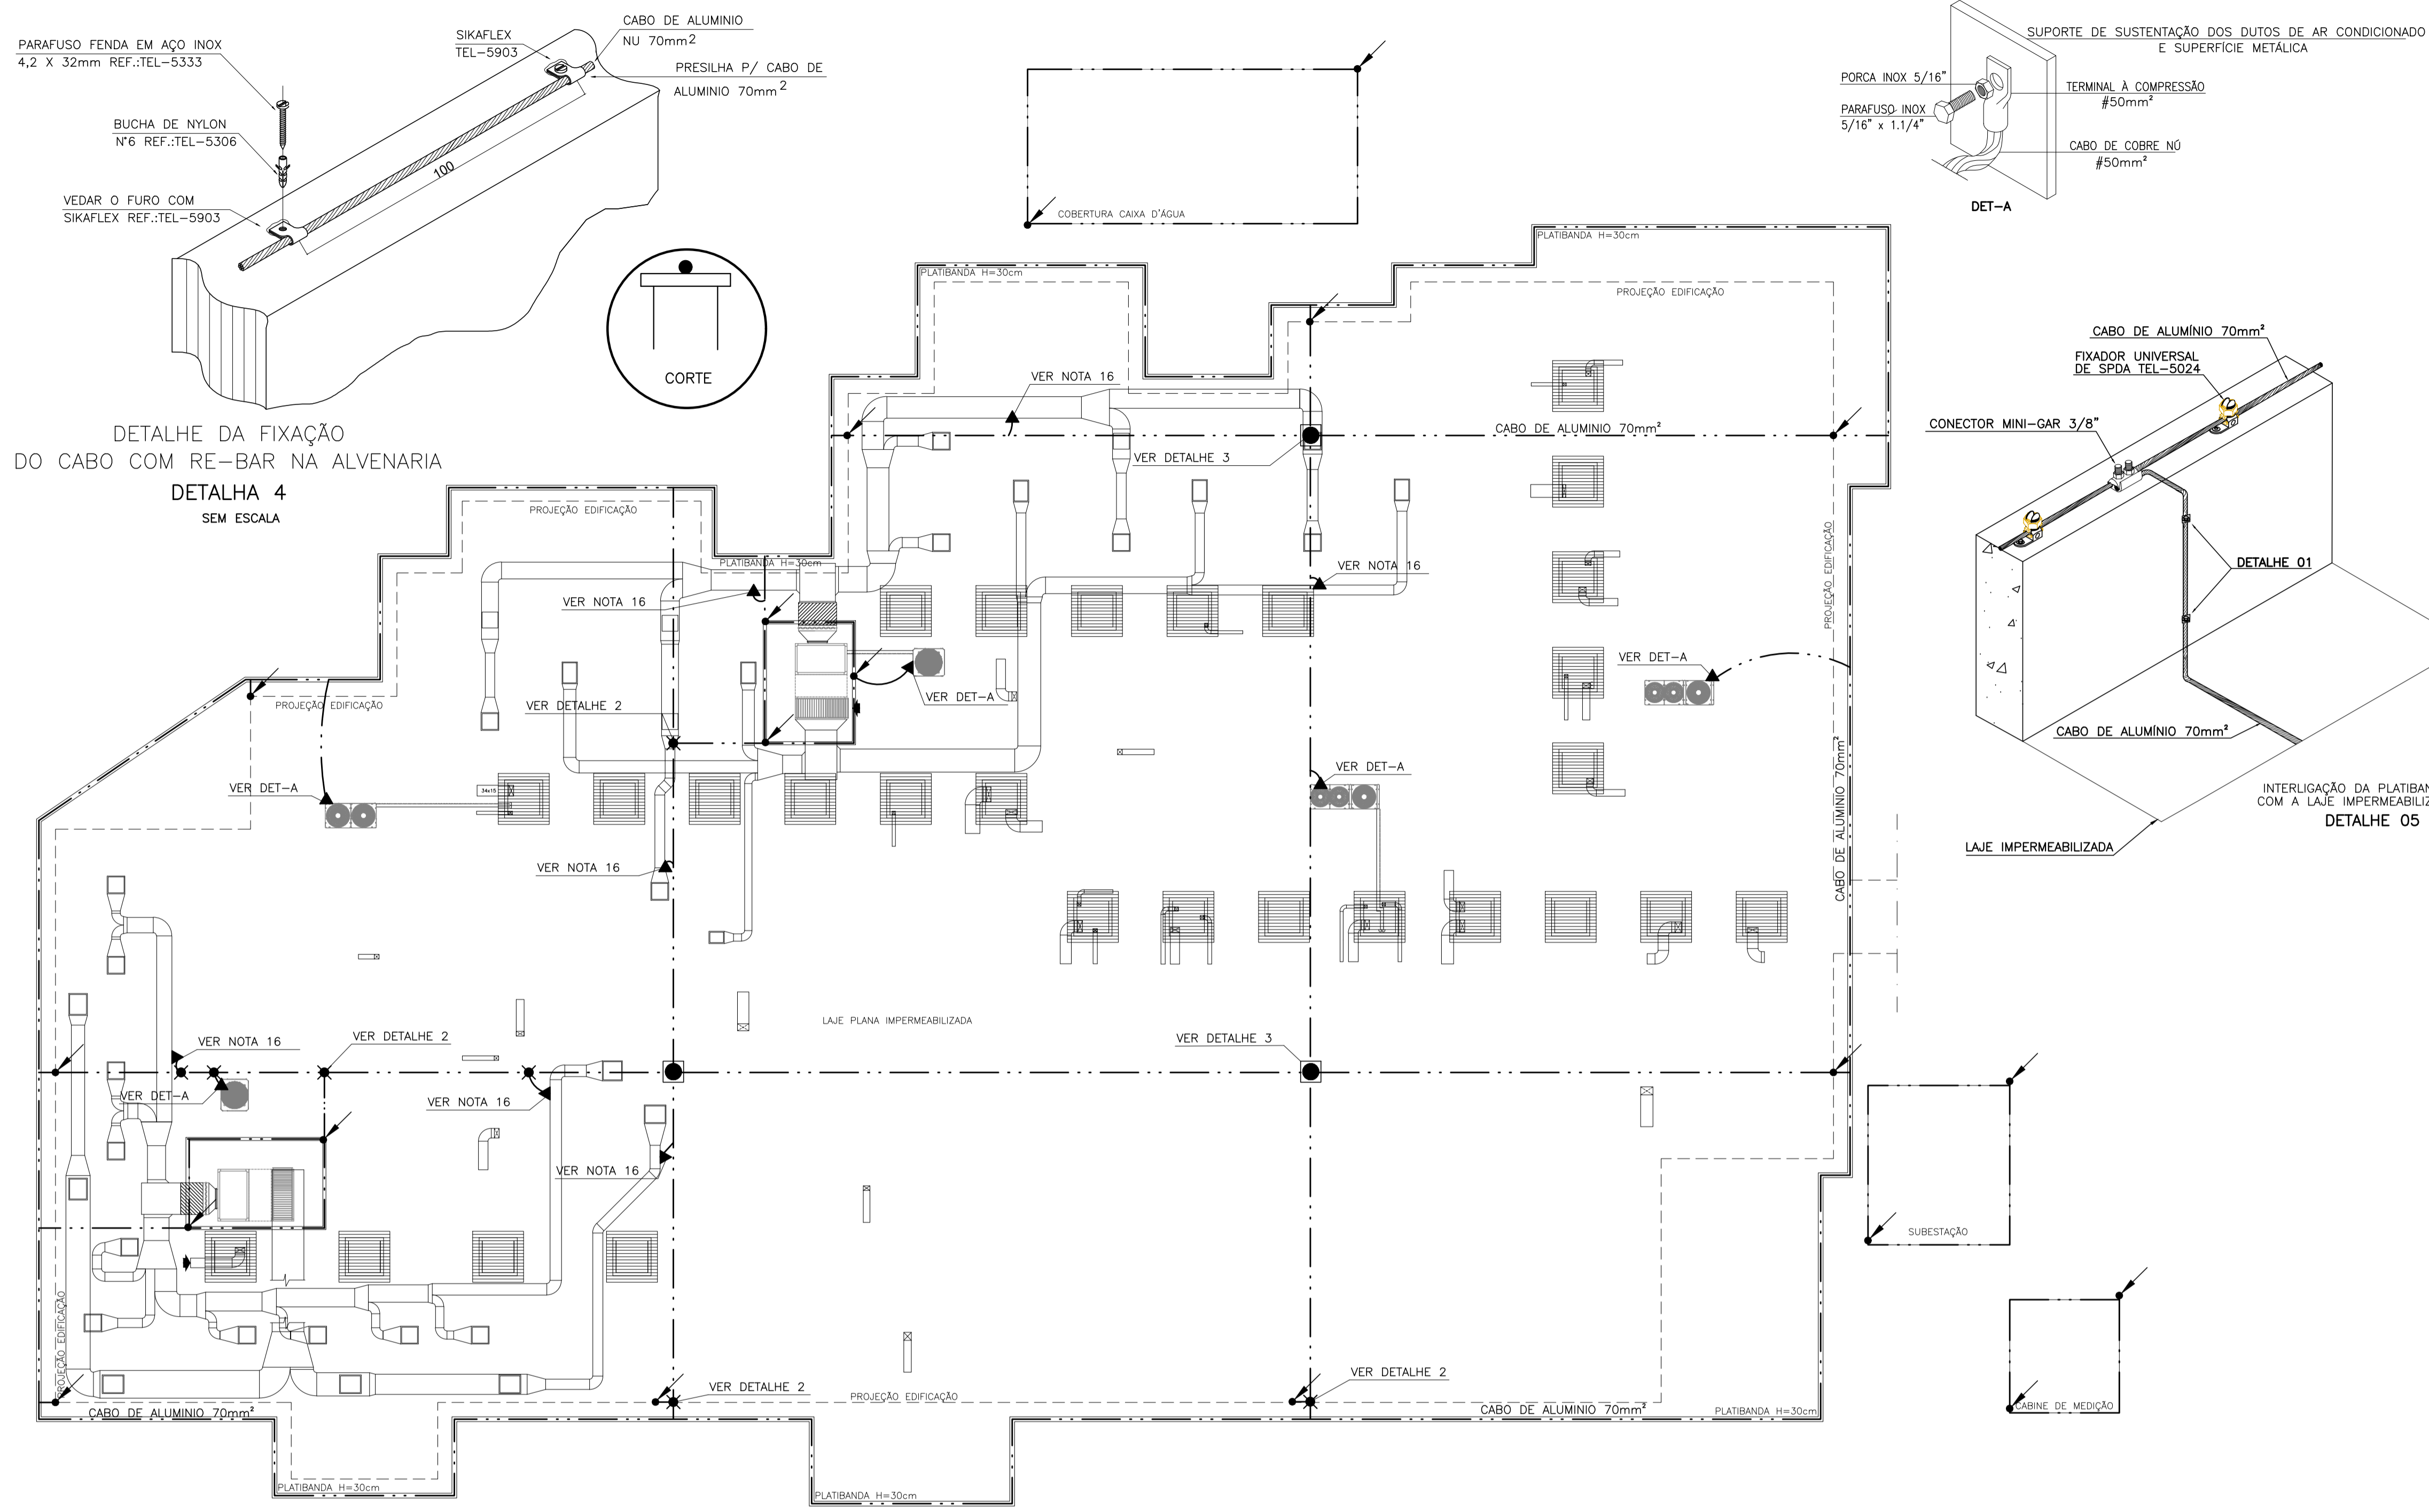 PARAFUSO FENDA EM AÇO INOX
4,2 X 32mm REF.:TEL-5333
BUCHA DE NYLON
N°6 REF.:TEL-5306
VEDAR O FURO COM
SIKAFLEX REF.:TEL-5903
SIKAFLEX
TEL-5903
CABO DE ALUMINIO
NU 70mm²
PRESILHA P/ CABO DE
ALUMINIO 70mm²
100
CORTE
DETALHE DA FIXAÇÃO
DO CABO COM RE-BAR NA ALVENARIA
DETALHA 4
SEM ESCALA
COBERTURA CAIXA D'ÁGUA
SUPORTE DE SUSTENTAÇÃO DOS DUTOS DE AR CONDICIONADO
E SUPERFÍCIE METÁLICA
PORCA INOX 5/16"
PARAFUSO INOX
5/16" x 1.1/4"
TERMINAL À COMPRESSÃO
#50mm²
CABO DE COBRE NÚ
#50mm²
DET-A
PLATIBANDA H=30cm
PLATIBANDA H=30cm
PROJEÇÃO EDIFICAÇÃO
VER NOTA 16
CABO DE ALUMINIO 70mm²
VER DETALHE 3
PROJEÇÃO EDIFICAÇÃO
PLATIBANDA H=30cm
VER NOTA 16
VER NOTA 16
PROJEÇÃO EDIFICAÇÃO
VER DET-A
VER DET-A
PROJEÇÃO EDIFICAÇÃO
VER DETALHE 2
VER DET-A
34x15
VER DET-A
CABO DE ALUMINIO 70mm²
VER NOTA 16
LAJE PLANA IMPERMEABILIZADA
VER NOTA 16
VER DETALHE 2
VER DETALHE 3
VER DET-A
VER NOTA 16
VER NOTA 16
PROJEÇÃO EDIFICAÇÃO
VER DETALHE 2
PROJEÇÃO EDIFICAÇÃO
VER DETALHE 2
CABO DE ALUMINIO 70mm²
CABO DE ALUMINIO 70mm²
PLATIBANDA H=30cm
PLATIBANDA H=30cm
PLATIBANDA H=30cm
CABO DE ALUMÍNIO 70mm²
FIXADOR UNIVERSAL
DE SPDA TEL-5024
CONECTOR MINI-GAR 3/8"
DETALHE 01
CABO DE ALUMÍNIO 70mm²
INTERLIGAÇÃO DA PLATIBAN
COM A LAJE IMPERMEABILIZ
DETALHE 05
LAJE IMPERMEABILIZADA
SUBESTAÇÃO
CABINE DE MEDIÇÃO